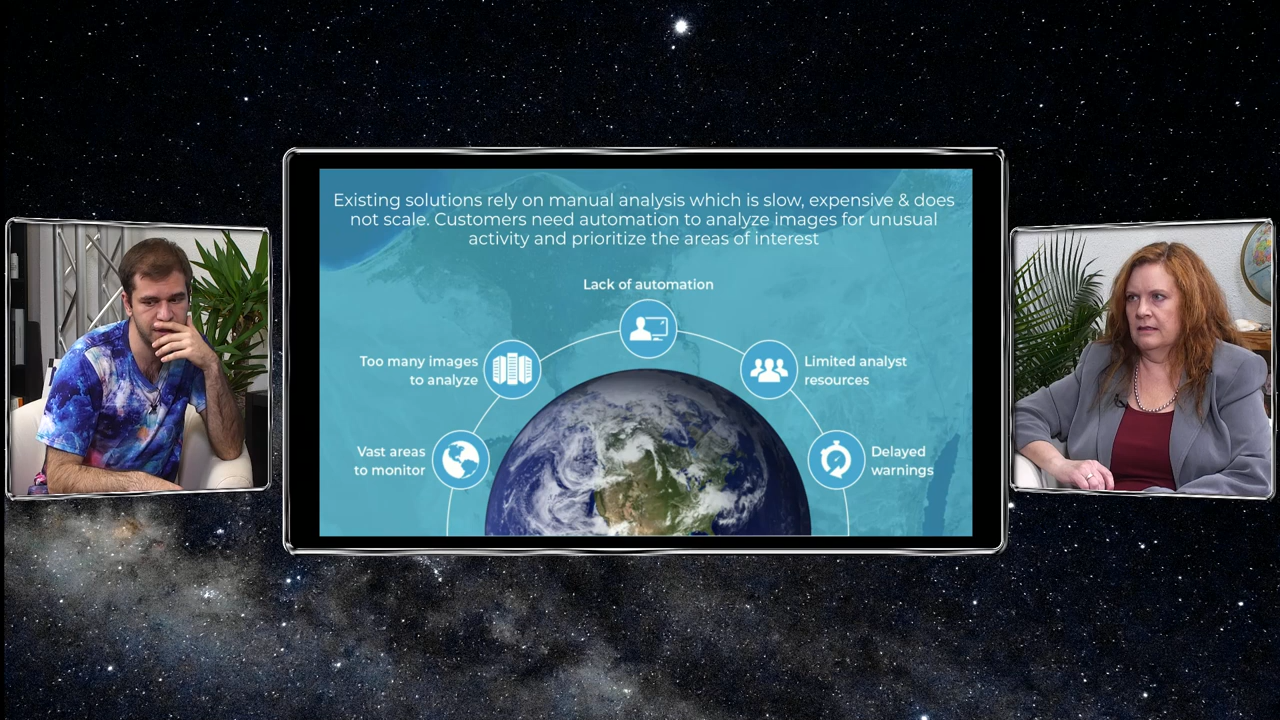 Existing solutions rely on manual analysis which is slow, expensive & does
not scale. Customers need automation to analyze images for unusual
activity and prioritize the areas of interest
Lack of automation
Too many images
to analyze
Limited analyst
resources
Vast areas
to monitor
Delayed
warnings